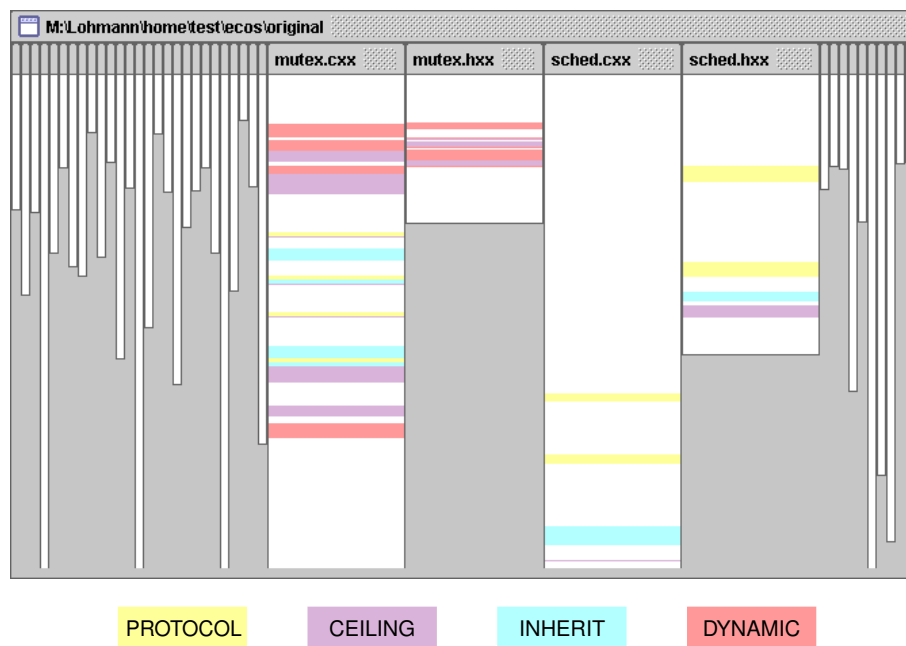 M:\Lohmann\home\test\ecos\original
mutex.cxx mutex.hxx sched.cxx sched.hxx
PROTOCOL CEILING INHERIT DYNAMIC